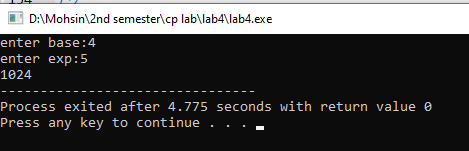 D:\Mohsin\2nd semester\cp lab\lab4\lab4.exe
enter base:4
enter exp:5
1024
--------------------------------
Process exited after 4.775 seconds with return value 0
Press any key to continue . . .